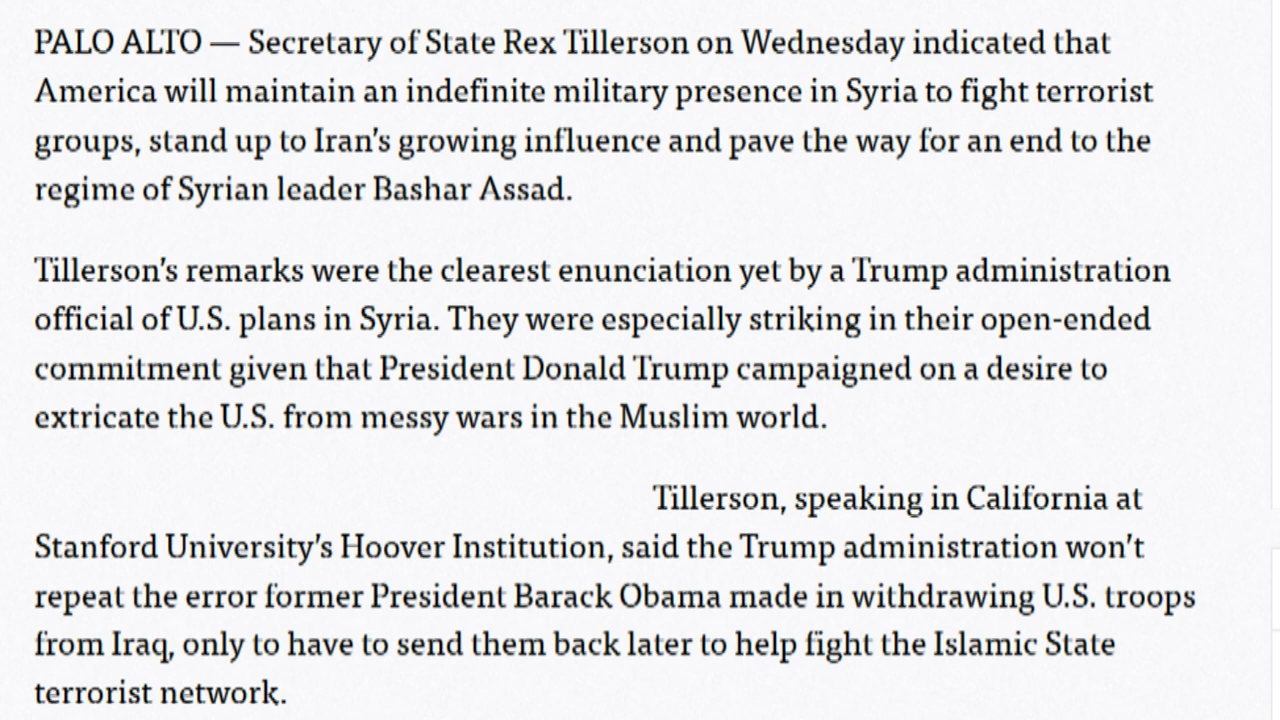 PALO ALTO — Secretary of State Rex Tillerson on Wednesday indicated that
America will maintain an indefinite military presence in Syria to fight terrorist
groups, stand up to Iran's growing influence and pave the way for an end to the
regime of Syrian leader Bashar Assad.
Tillerson's remarks were the clearest enunciation yet by a Trump administration
official of U.S. plans in Syria. They were especially striking in their open-ended
commitment given that President Donald Trump campaigned on a desire to
extricate the U.S. from messy wars in the Muslim world.
Tillerson, speaking in California at
Stanford University's Hoover Institution, said the Trump administration won't
repeat the error former President Barack Obama made in withdrawing U.S. troops
from Iraq, only to have to send them back later to help fight the Islamic State
terrorist network.